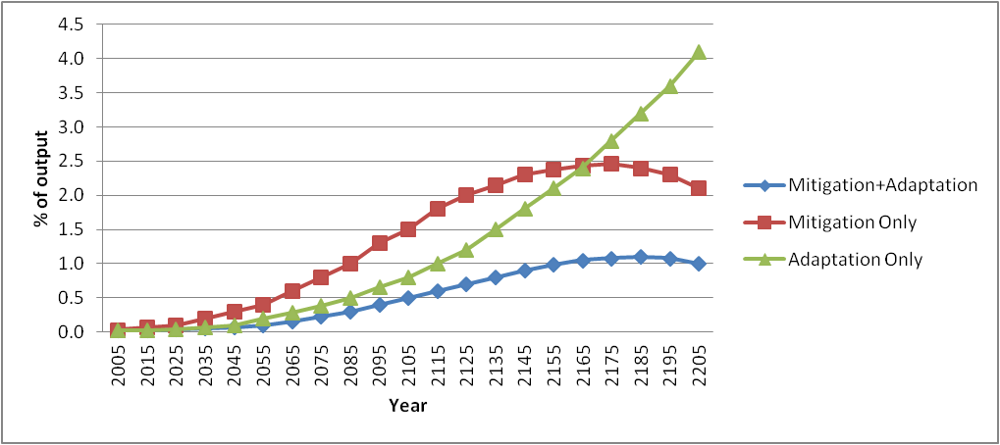 4.5
4.0
3.5
3.0
2.5
2.0
1.5
1.0
0.5
0.0
% of output
2005 2015 2025 2035 2045 2055 2065 2075 2085 2095 2105 2115 2125 2135 2145 2155 2165 2175 2185 2195 2205
Year
Mitigation+Adaptation
Mitigation Only
Adaptation Only